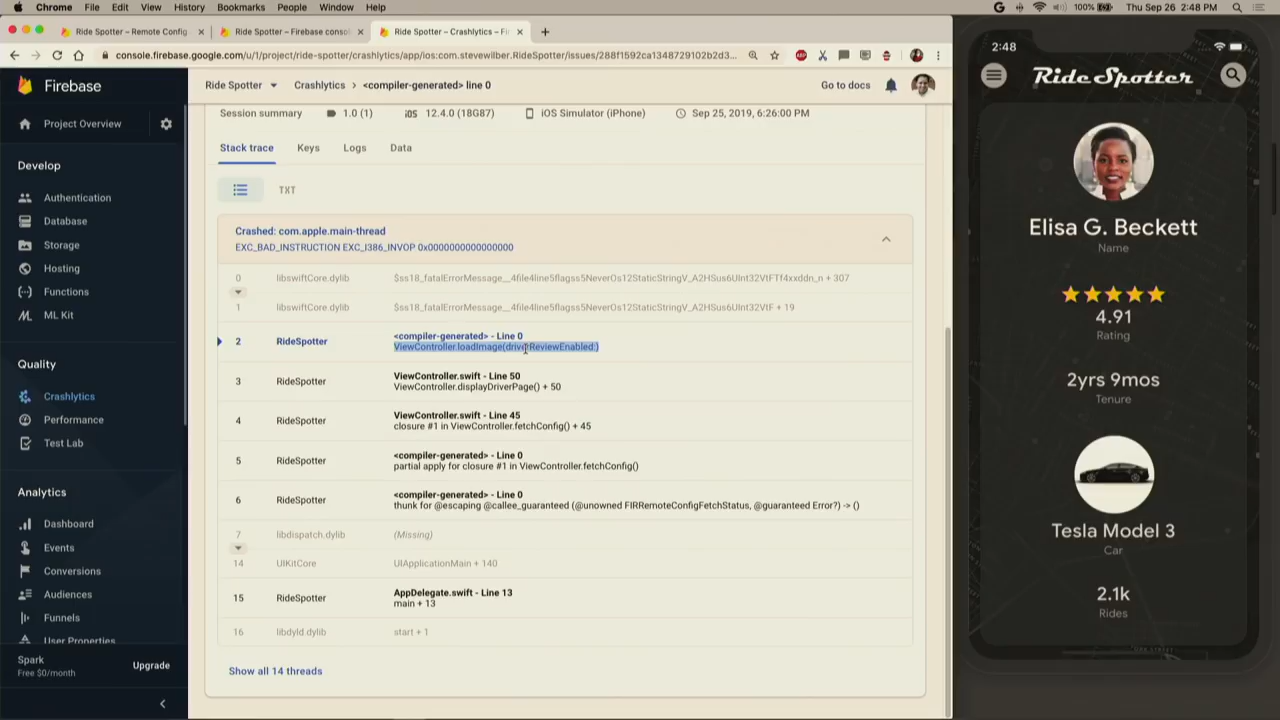 Chrome File Edit View History Bookmarks People Window Help
100% Thu Sep 26 2:48 PM
Ride Spotter – Remote Config
Ride Spotter – Firebase consol
Ride Spotter – Crashlytics – Fi
console.firebase.google.com/u/1/project/ride-spotter/crashlytics/app/ios:com.stevewilber.RideSpotter/issues/288f1592ca1348729102b2d3...
Firebase
Project Overview
Develop
Authentication
Database
Storage
Hosting
Functions
ML Kit
Quality
Crashlytics
Performance
Test Lab
Analytics
Dashboard
Events
Conversions
Audiences
Funnels
User Properties
Spark
Free $0/month
Upgrade
Ride Spotter Crashlytics <compiler-generated> line 0
Go to docs
Session summary 1.0 (1) iOS 12.4.0 (18G87) iOS Simulator (iPhone) Sep 25, 2019, 6:26:00 PM
Stack trace Keys Logs Data
TXT
Crashed: com.apple.main-thread
EXC_BAD_INSTRUCTION EXC_I386_INVOP 0x0000000000000000
0 libswiftCore.dylib
1 libswiftCore.dylib
2 RideSpotter <compiler-generated> - Line 0
ViewController.loadImage(driverReviewEnabled:)
3 RideSpotter ViewController.swift - Line 50
ViewController.displayDriverPage() + 50
4 RideSpotter ViewController.swift - Line 45
closure #1 in ViewController.fetchConfig() + 45
5 RideSpotter <compiler-generated> - Line 0
partial apply for closure #1 in ViewController.fetchConfig()
6 RideSpotter <compiler-generated> - Line 0
thunk for @escaping @callee_guaranteed (@unowned FIRRemoteConfigFetchStatus, @guaranteed Error?) -> ()
7 libdispatch.dylib (Missing)
14 UIKitCore UIApplicationMain + 140
15 RideSpotter AppDelegate.swift - Line 13
main + 13
16 libdyld.dylib start + 1
Show all 14 threads
2:48
RideSpotter
Elisa G. Beckett
Name
4.91
Rating
2yrs 9mos
Tenure
Tesla Model 3
Car
2.1k
Rides